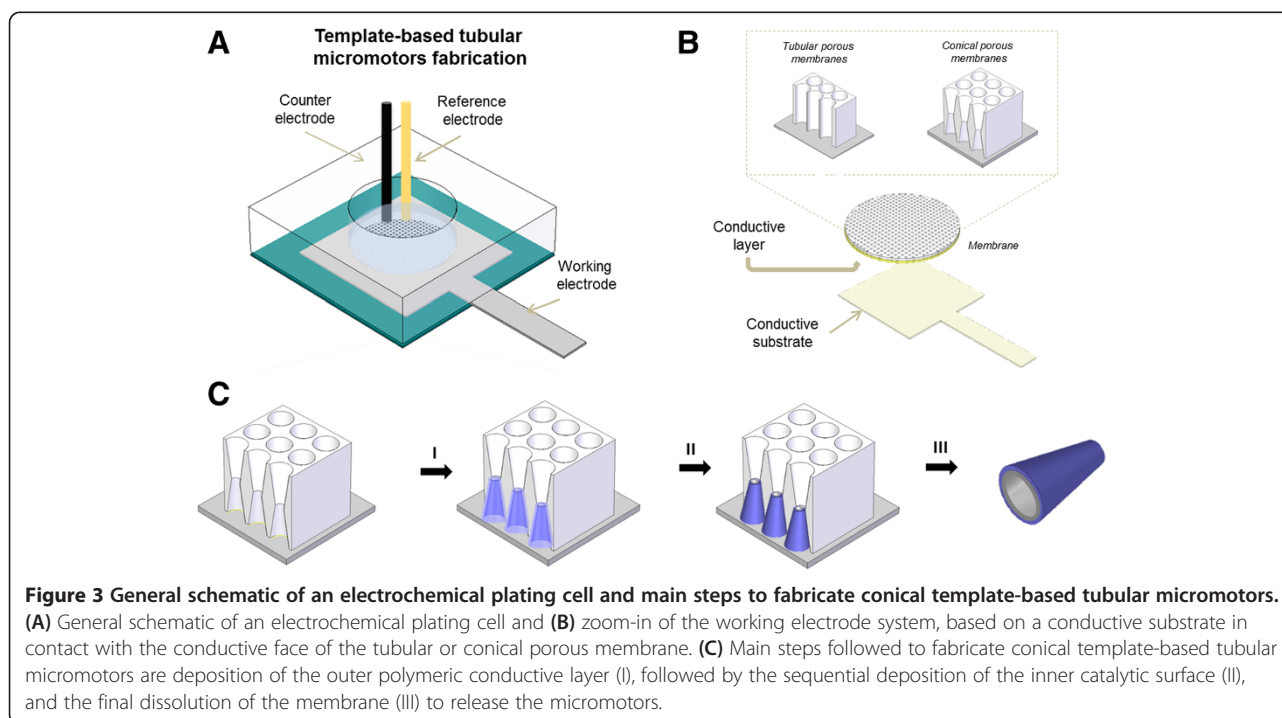 A
Template-based tubular
micromotors fabrication
Counter
electrode
Reference
electrode
Working
electrode
B
Tubular porous
membranes
Conical porous
membranes
Conductive
layer
Membrane
Conductive
substrate
C
I
II
III
Figure 3 General schematic of an electrochemical plating cell and main steps to fabricate conical template-based tubular micromotors.
(A) General schematic of an electrochemical plating cell and (B) zoom-in of the working electrode system, based on a conductive substrate in
contact with the conductive face of the tubular or conical porous membrane. (C) Main steps followed to fabricate conical template-based tubular
micromotors are deposition of the outer polymeric conductive layer (I), followed by the sequential deposition of the inner catalytic surface (II),
and the final dissolution of the membrane (III) to release the micromotors.